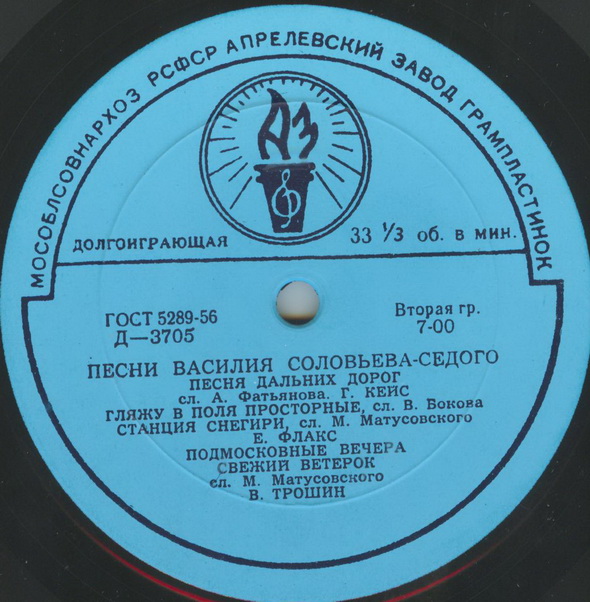 МОСОБЛСОВНАРХОЗ РСФСР АПРЕЛЕВСКИЙ ЗАВОД ГРАМПЛАСТИНОК
АЗ
ДОЛГОИГРАЮЩАЯ 33 1/3 об. в мин.
ГОСТ 5289-56 Вторая гр.
Д—3705 7-00
ПЕСНИ ВАСИЛИЯ СОЛОВЬЕВА-СЕДОГО
ПЕСНЯ ДАЛЬНИХ ДОРОГ
сл. А. Фатьянова. Г. КЕЙС
ГЛЯЖУ В ПОЛЯ ПРОСТОРНЫЕ, сл. В. Бокова
СТАНЦИЯ СНЕГИРИ, сл. М. Матусовского
Е. ФЛАКС
ПОДМОСКОВНЫЕ ВЕЧЕРА
СВЕЖИЙ ВЕТЕРОК
сл. М. Матусовского
В. ТРОШИН